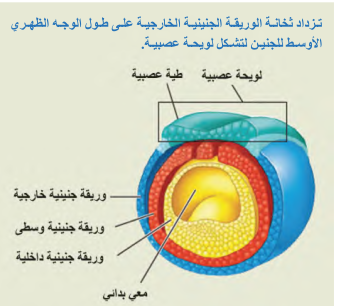 تزداد ثخانة الوريقة الجنينية الخارجية على طول الوجه الظهري
الأوسط للجنين لتشكل لويحة عصبية.
لويحة عصبية
طية عصبية
وريقة جنينية خارجية
وريقة جنينية وسطى
وريقة جنينية داخلية
معي بدائي